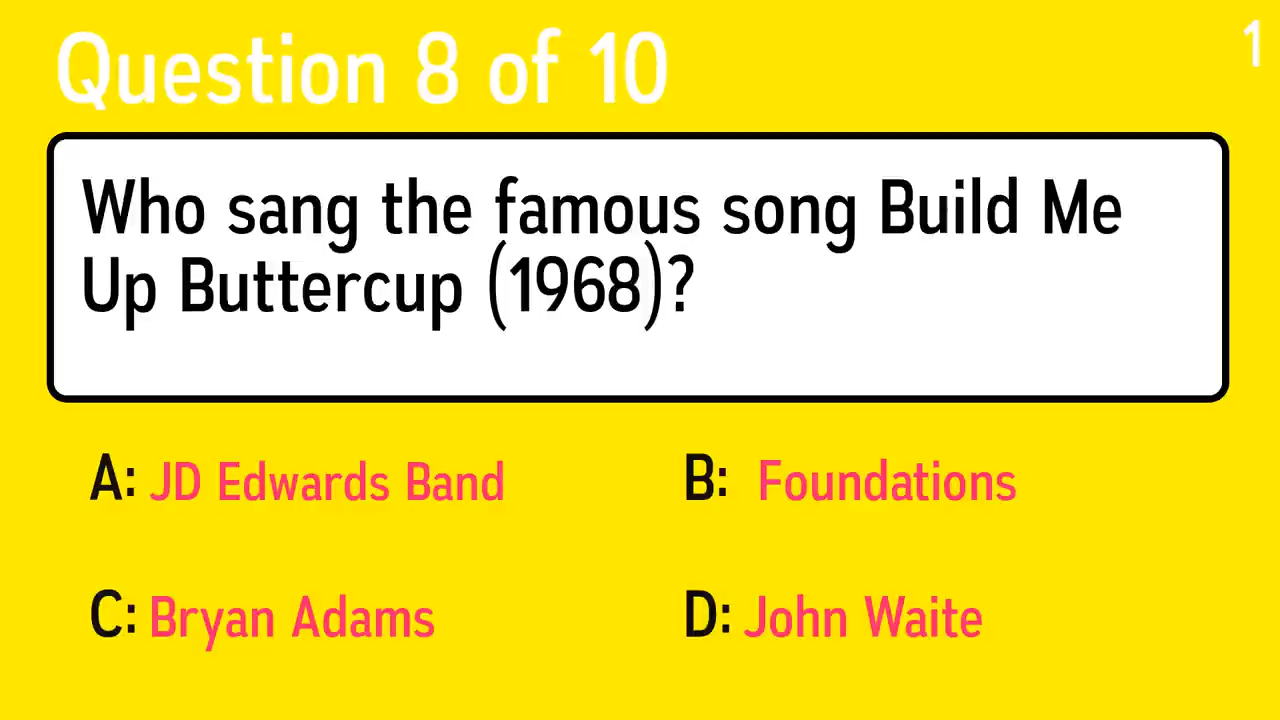 Question 8 of 10
1
Who sang the famous song Build Me
Up Buttercup (1968)?
A: JD Edwards Band
B: Foundations
C: Bryan Adams
D: John Waite